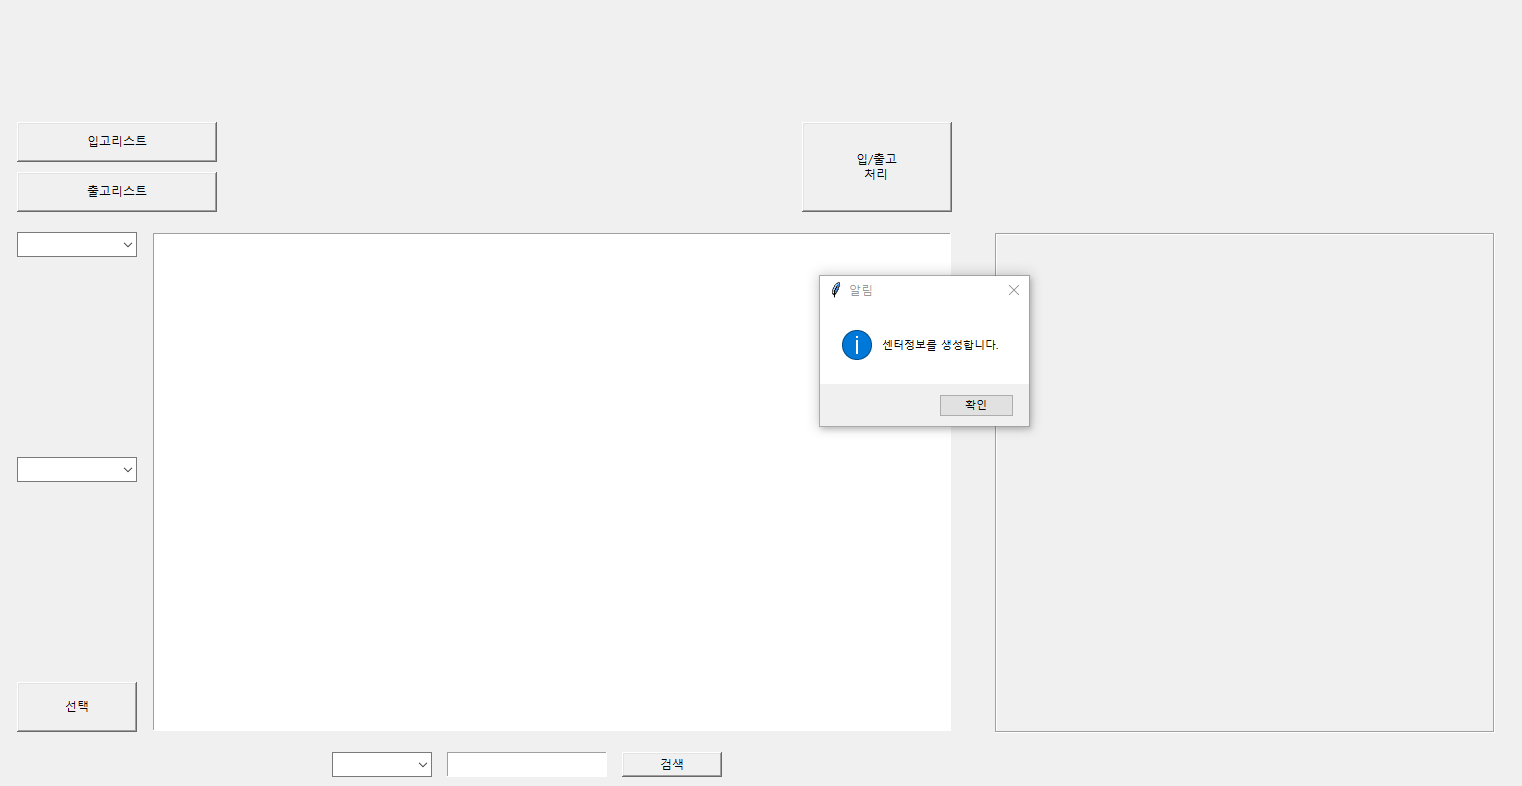 입고리스트
출고리스트
입/출고
처리
알림
센터정보를 생성합니다.
확인
선택
검색